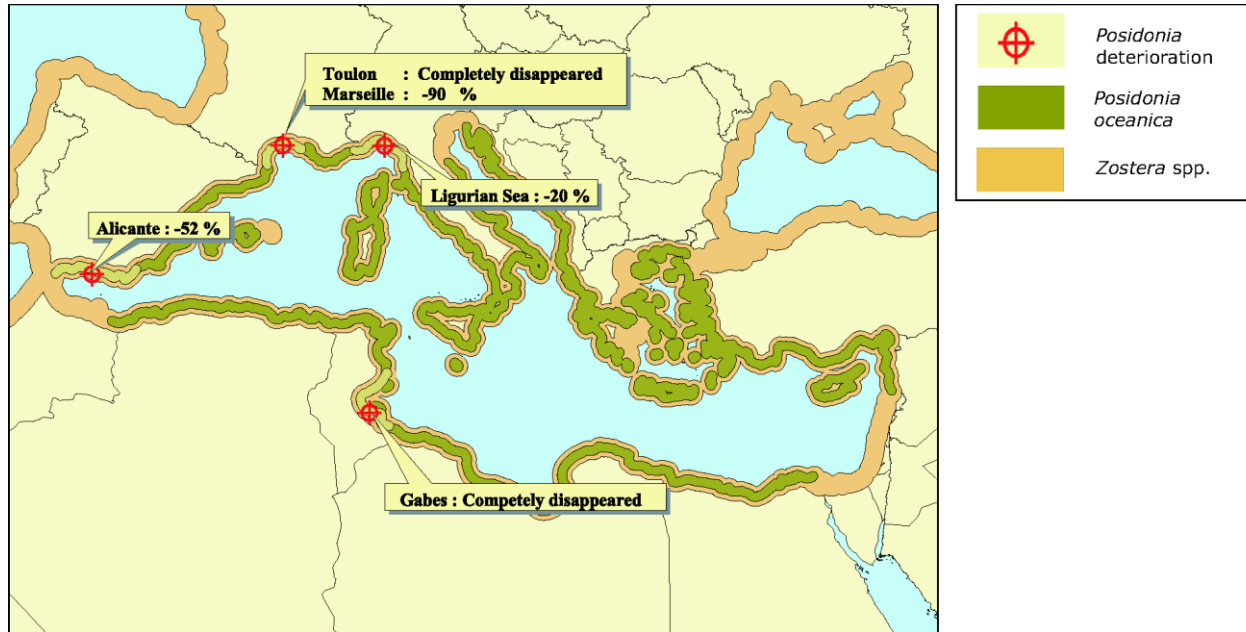 Toulon : Completely disappeared
Marseille : -90 %
Ligurian Sea : -20 %
Alicante : -52 %
Gabes : Competely disappeared
Posidonia
deterioration
Posidonia
oceanica
Zostera spp.